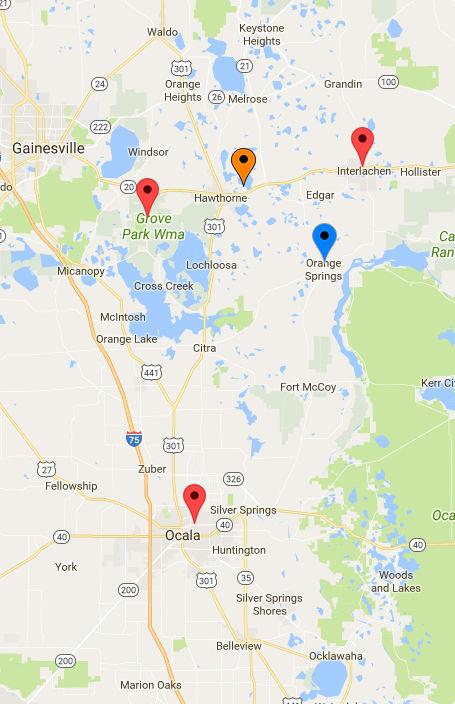 21
Waldo
Keystone
Heights
301
21
24
Orange
Heights
26
Melrose
Grandin
100
222
Gainesville
Windsor
Interlachen
Hollister
do
20
Hawthorne
Edgar
Grove
Park Wma
301
Ca
Ran
Lochloosa
Orange
Springs
Micanopy
Cross Creek
McIntosh
Orange Lake
Citra
441
Fort McCoy
Kerr Ci
75
301
27
Zuber
Fellowship
326
Silver Springs
Oca
40
Ocala
40
Huntington
40
York
301
35
Woods
and Lakes
200
Silver Springs
Shores
Belleview
Ocklawaha
200
Marion Oaks